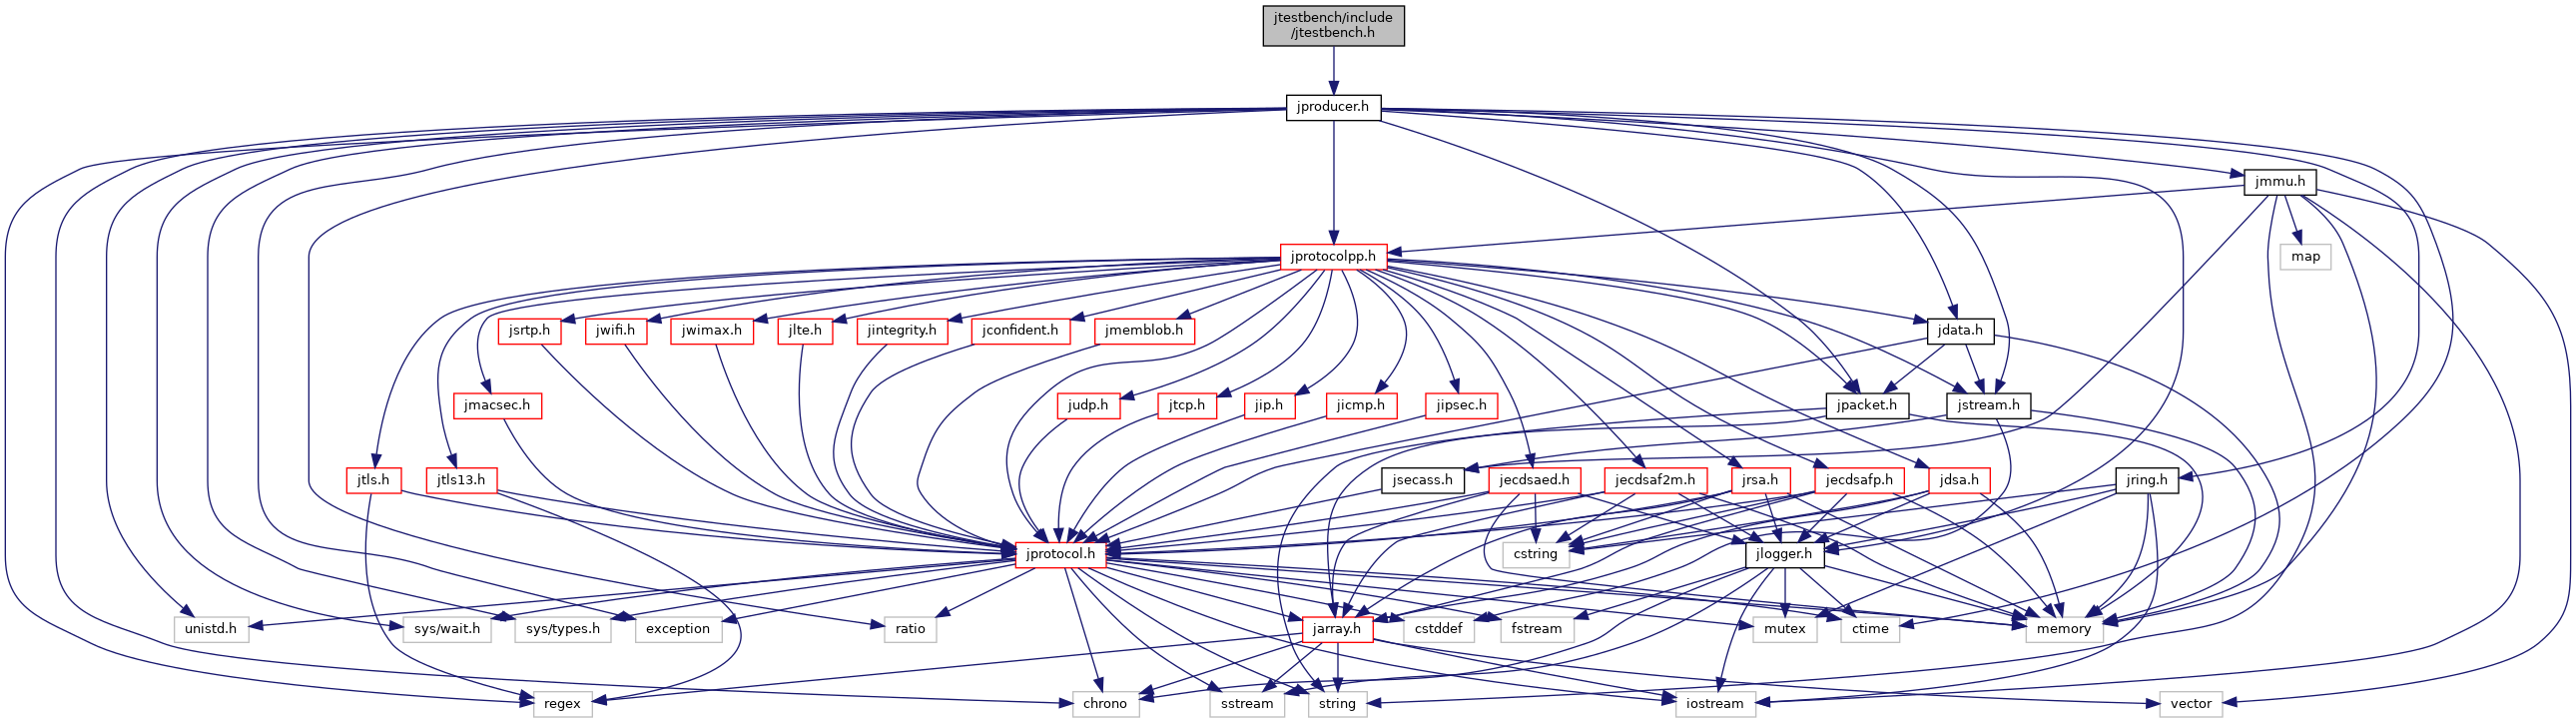 jtestbench/include
/jtestbench.h
jproducer.h
jmmu.h
jprotocolpp.h
map
jsrtp.h
jwifi.h
jwimax.h
jlte.h
jintegrity.h
jconfident.h
jmemblob.h
jdata.h
jmacsec.h
judp.h
jtcp.h
jip.h
jicmp.h
jipsec.h
jpacket.h
jstream.h
jtls.h
jtls13.h
jsecass.h
jecdsaed.h
jecdsaf2m.h
jrsa.h
jecdsafp.h
jdsa.h
jring.h
jprotocol.h
cstring
jlogger.h
unistd.h
sys/wait.h
sys/types.h
exception
ratio
jarray.h
cstddef
fstream
mutex
ctime
memory
regex
chrono
sstream
string
iostream
vector